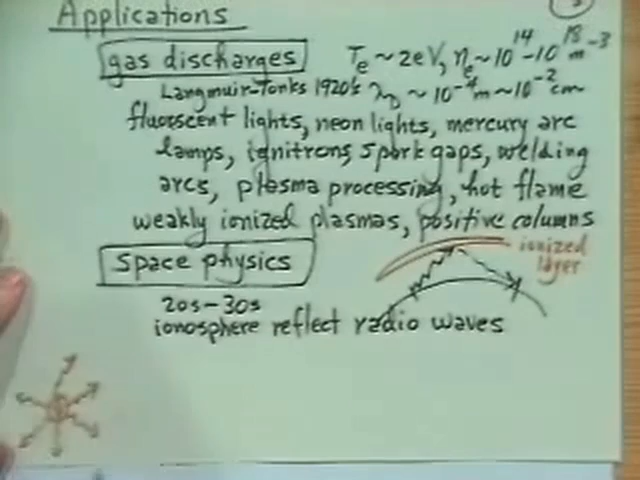 Applications
gas discharges Te ~ 2eV, ne ~ 10^14 - 10^18 m^-3
Langmuir-Tonks 1920's λD ~ 10^-4 m ~ 10^-2 cm
fluorscent lights, neon lights, mercury arc
lamps, ignitrons, spark gaps, welding
arcs, plasma processing, hot flame
weakly ionized plasmas, positive columns
space physics
ionized
layer
20s-30s
ionosphere reflect radio waves